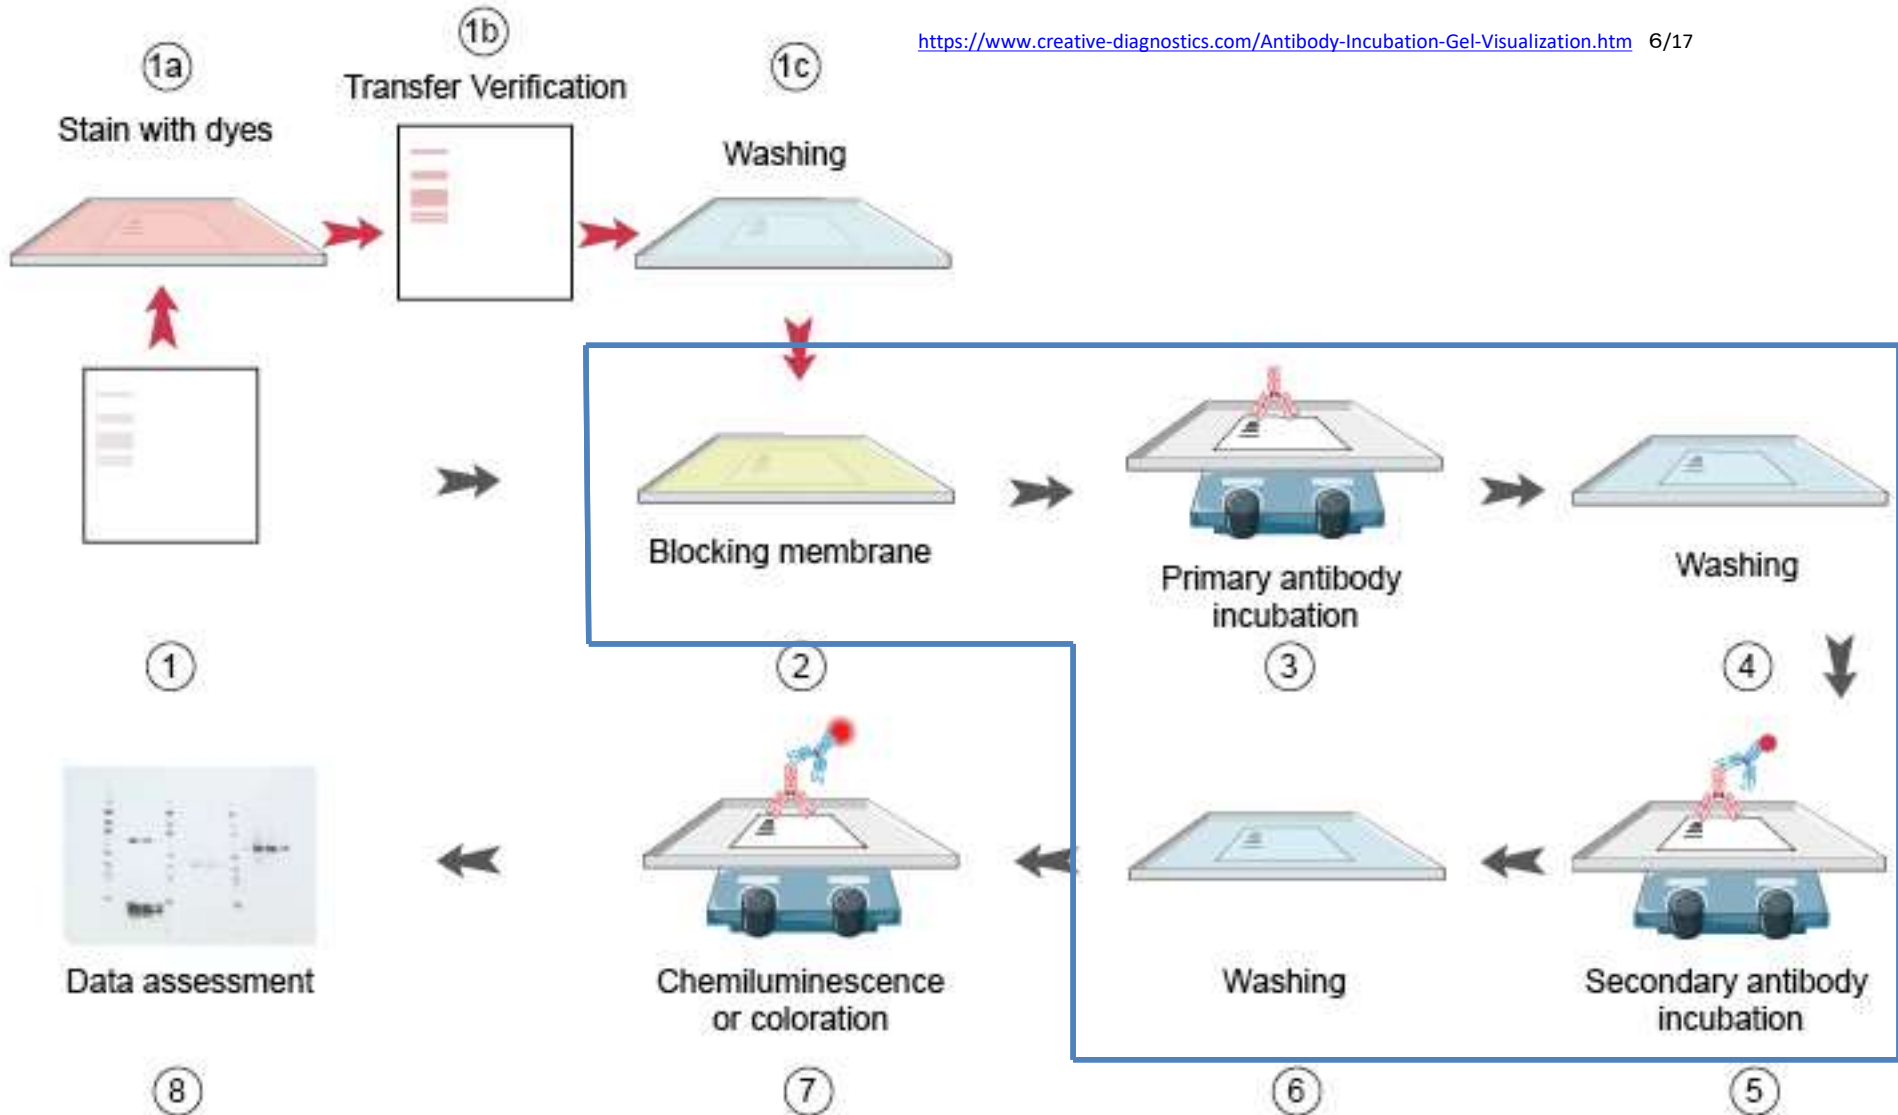 https://www.creative-diagnostics.com/Antibody-Incubation-Gel-Visualization.htm 6/17
1a
Stain with dyes
1b
Transfer Verification
1c
Washing
Blocking membrane
Primary antibody
incubation
Washing
1
2
3
4
Data assessment
Chemiluminescence
or coloration
Washing
Secondary antibody
incubation
8
7
6
5